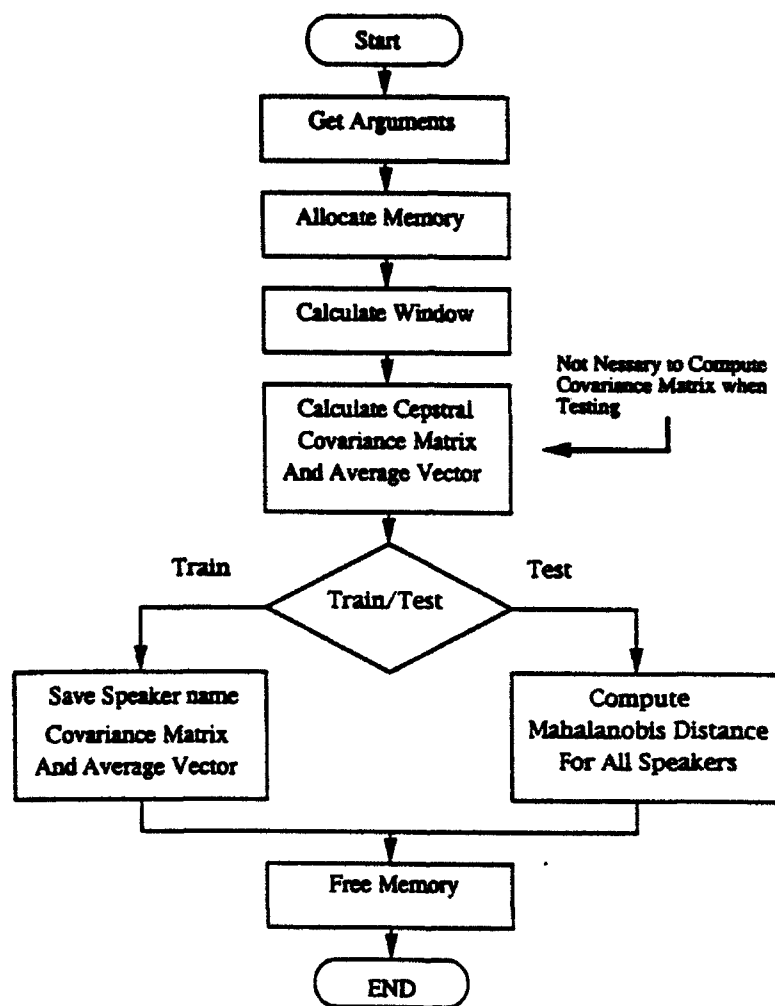 Start
Get Arguments
Allocate Memory
Calculate Window
Not Nessary to Compute
Covariance Matrix when
Testing
Calculate Cepstral
Covariance Matrix
And Average Vector
Train
Test
Train/Test
Save Speaker name
Covariance Matrix
And Average Vector
Compute
Mahalanobis Distance
For All Speakers
Free Memory
END